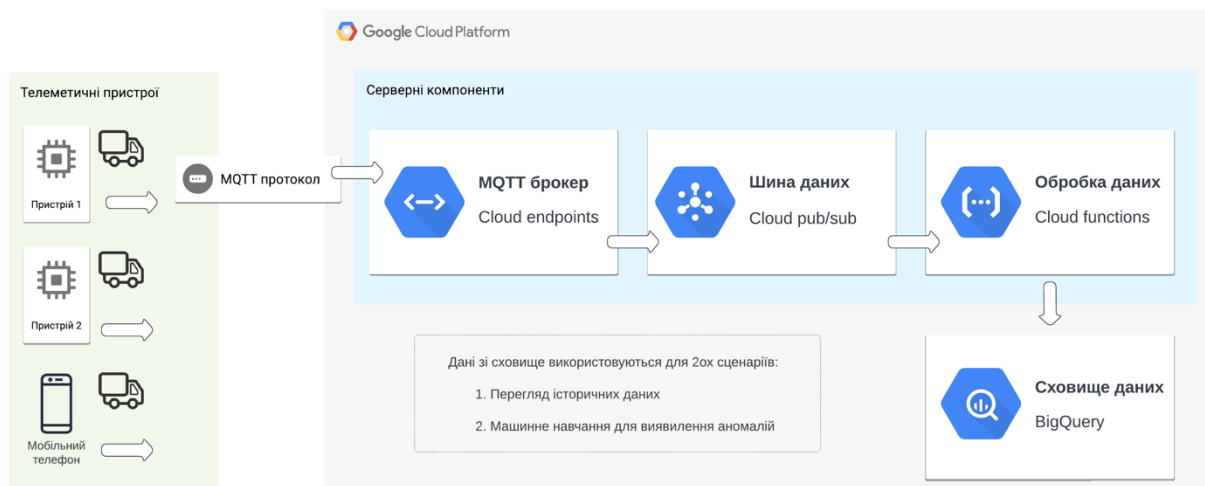 Google Cloud Platform
Телеметичні пристрої
Серверні компоненти
Пристрій 1
MQTT протокол
MQTT брокер
Cloud endpoints
Шина даних
Cloud pub/sub
Обробка даних
Cloud functions
Пристрій 2
Мобільний
телефон
Дані зі сховище використовуються для 2ох сценаріїв:
1. Перегляд історичних даних
2. Машинне навчання для виявилення аномалій
Сховище даних
BigQuery